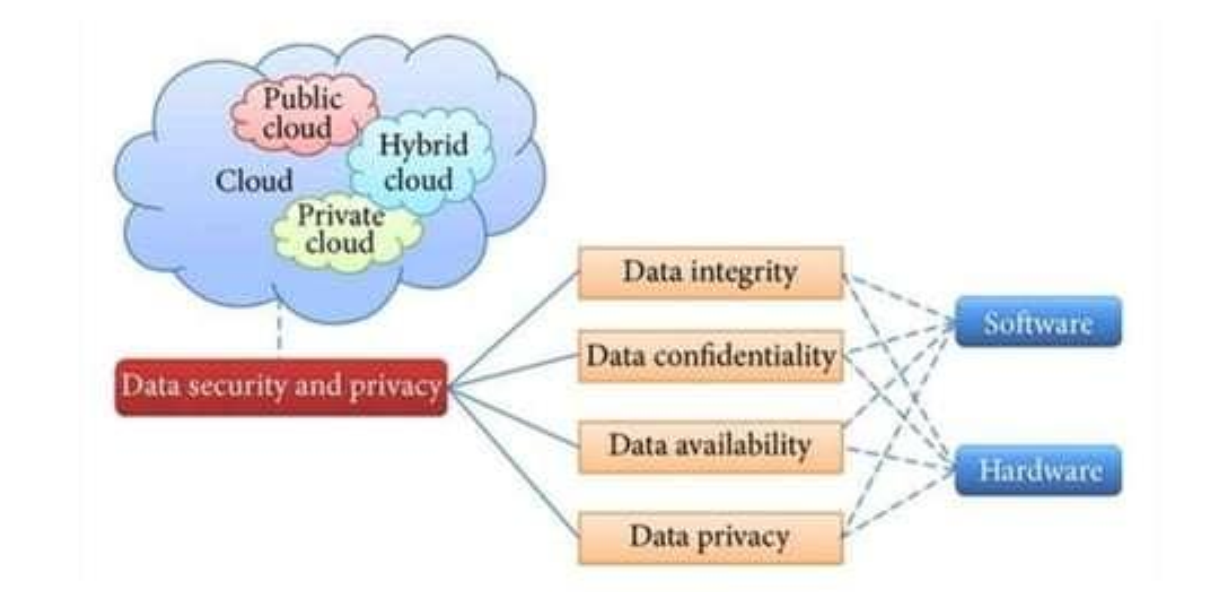 Public
cloud
Hybrid
cloud
Cloud
Private
cloud
Data integrity
Software
Data confidentiality
Data security and privacy
Data availability
Hardware
Data privacy